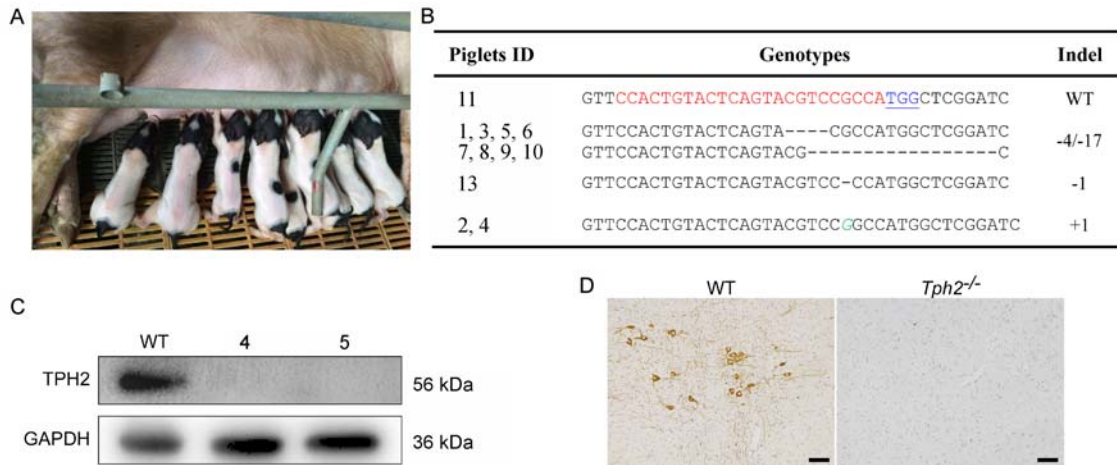 A
B
Piglets ID Genotypes Indel
11 GTTCCACTGTACTCAGTACGTCCGCCATGGCTCGGATC WT
1, 3, 5, 6 GTTCCACTGTACTCAGTA----CGCCATGGCTCGGATC
-4/-17
7, 8, 9, 10 GTTCCACTGTACTCAGTACG-----------------C
13 GTTCCACTGTACTCAGTACGTCC-CCATGGCTCGGATC -1
2, 4 GTTCCACTGTACTCAGTACGTCCGGCCATGGCTCGGATC +1
C
WT 4 5
TPH2 56 kDa
GAPDH 36 kDa
D
WT Tph2-/-